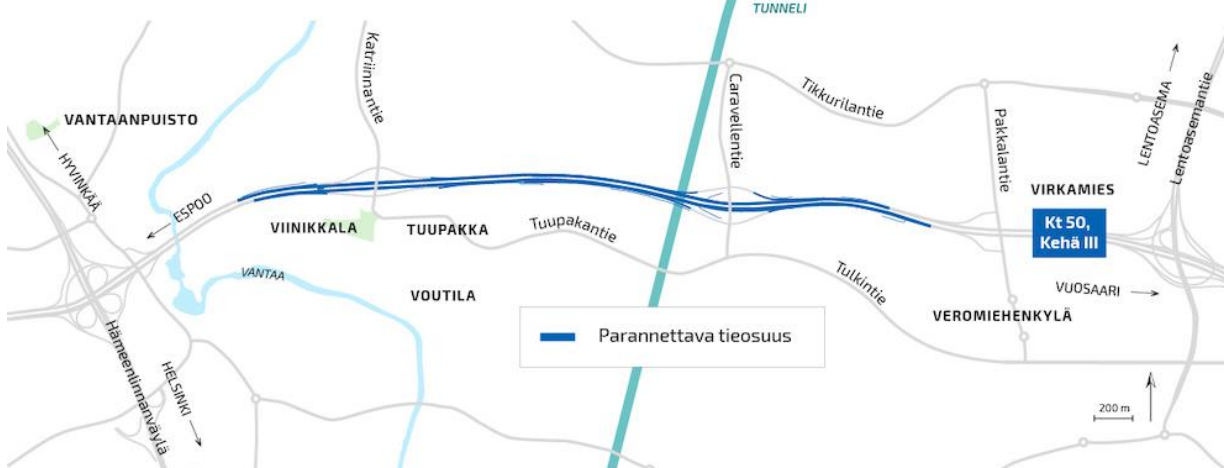 TUNNELI
Katriinnantie
Caravellentie
Tikkurilantie
LENTOASEMA
Lentoasemantie
VANTAANPUISTO
HYVINKÄÄ
Pakkalantie
ESPOO
VIRKAMIES
VIINIKKALA
TUUPAKKA
Tuupakantie
Kt 50,
Kehä III
VANTAA
VOUTILA
Tulkintie
VUOSAARI
VEROMIEHENKYLÄ
Parannettava tieosuus
Hämeenlinnanväylä
HELSINKI
200 m